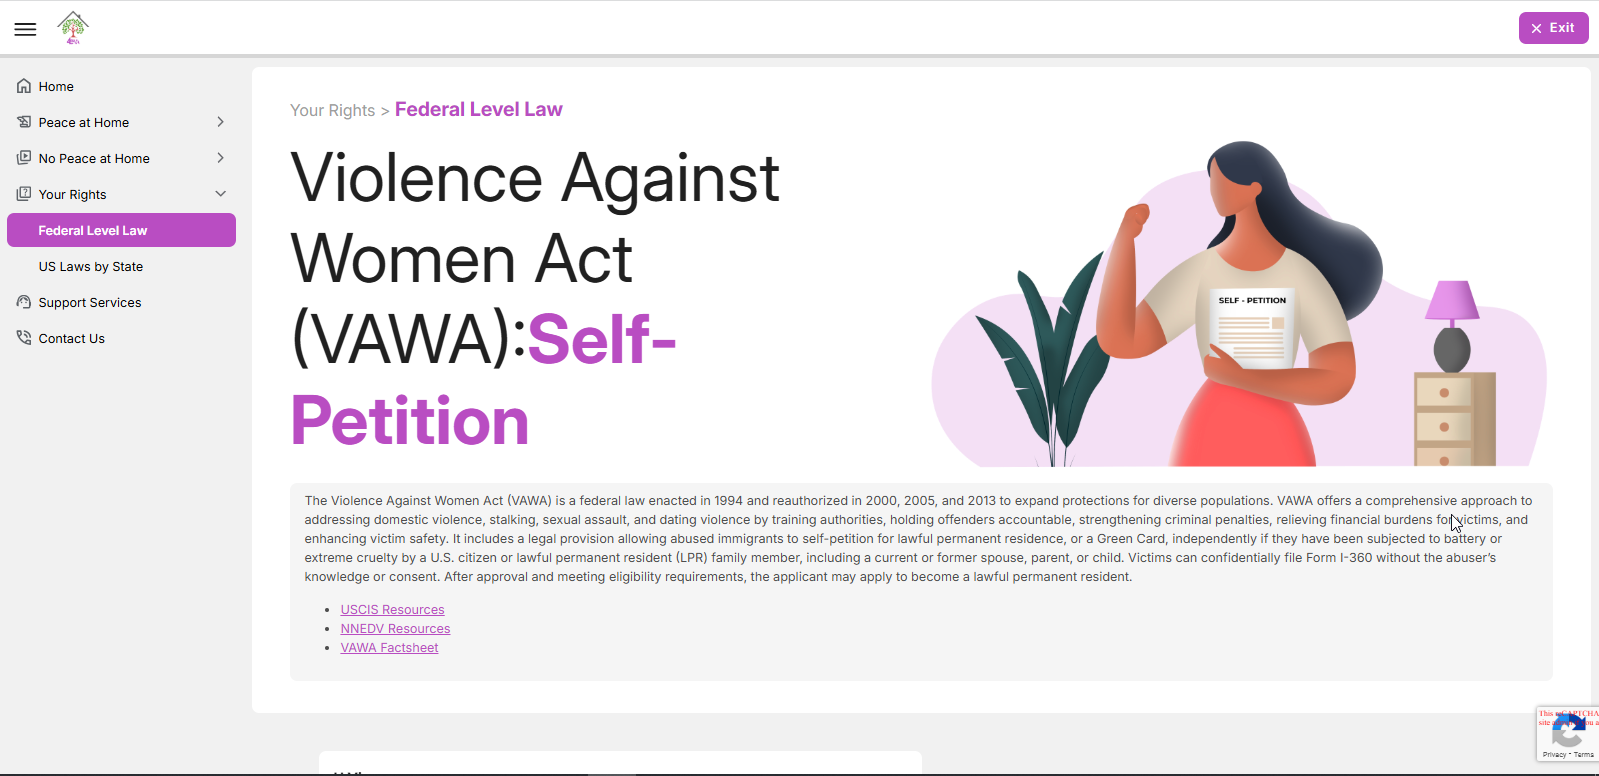 Exit
Home
Peace at Home
No Peace at Home
Your Rights
Federal Level Law
US Laws by State
Support Services
Contact Us
Your Rights > Federal Level Law
Violence Against
Women Act
(VAWA):Self-
Petition
SELF - PETITION
The Violence Against Women Act (VAWA) is a federal law enacted in 1994 and reauthorized in 2000, 2005, and 2013 to expand protections for diverse populations. VAWA offers a comprehensive approach to
addressing domestic violence, stalking, sexual assault, and dating violence by training authorities, holding offenders accountable, strengthening criminal penalties, relieving financial burdens for victims, and
enhancing victim safety. It includes a legal provision allowing abused immigrants to self-petition for lawful permanent residence, or a Green Card, independently if they have been subjected to battery or
extreme cruelty by a U.S. citizen or lawful permanent resident (LPR) family member, including a current or former spouse, parent, or child. Victims can confidentially file Form I-360 without the abuser’s
knowledge or consent. After approval and meeting eligibility requirements, the applicant may apply to become a lawful permanent resident.
USCIS Resources
NNEDV Resources
VAWA Factsheet
This reCAPTCHA
site
Privacy - Terms